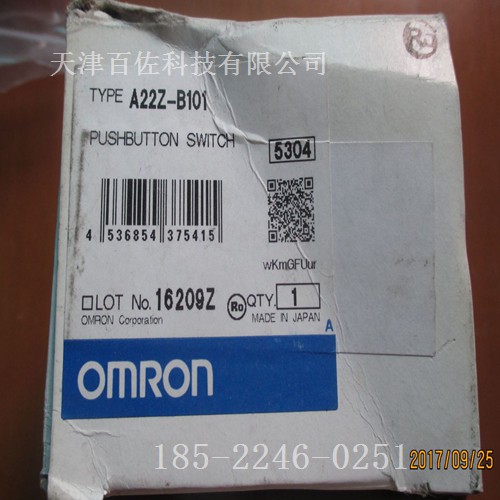 天津百佐科技有限公司
TYPE A22Z-B101
PUSHBUTTON SWITCH
5304
4 536854 375415
wKmGFUur
LOT No. 16209Z
QTY. 1
OMRON Corporation
MADE IN JAPAN
A
OMRON
185-2246-0251
2017/09/25